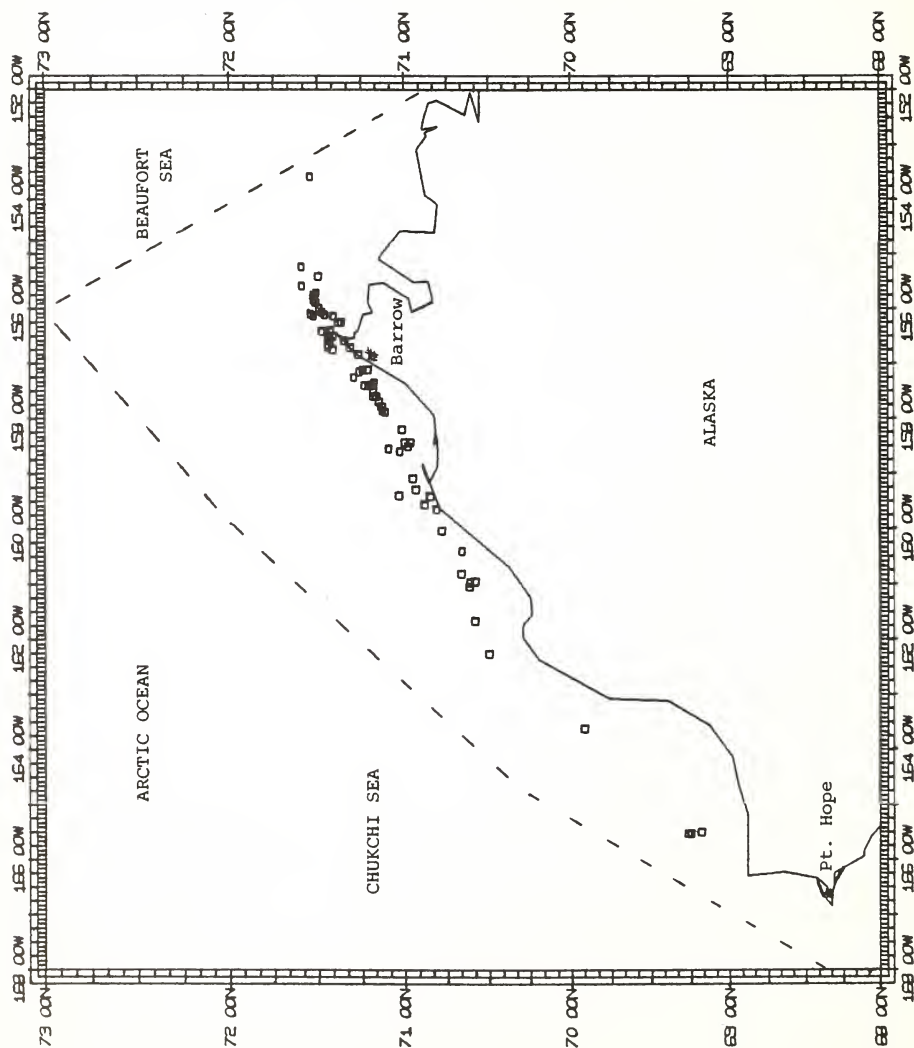 168 00W
166 00W
164 00W
162 00W
160 00W
158 00W
156 00W
154 00W
152 00W
73 00N
73 00N
ARCTIC OCEAN
BEAUFORT
SEA
72 00N
72 00N
CHUKCHI SEA
Barrow
71 00N
71 00N
70 00N
70 00N
ALASKA
69 00N
69 00N
Pt. Hope
68 00N
68 00N
168 00W
166 00W
164 00W
162 00W
160 00W
158 00W
156 00W
154 00W
152 00W